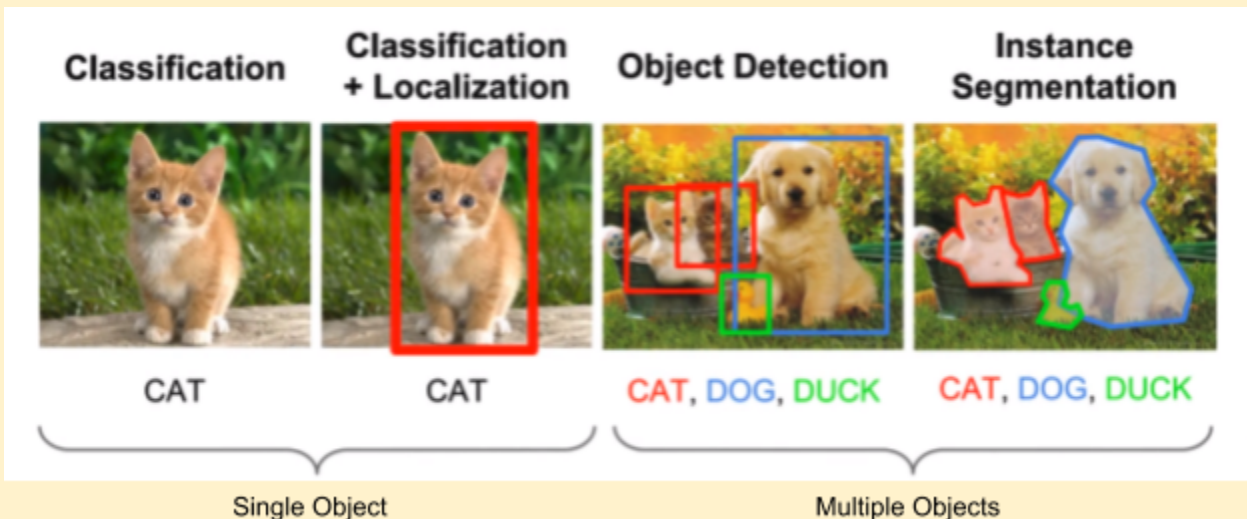 Classification
Classification
+ Localization
Object Detection
Instance
Segmentation
CAT
CAT
CAT, DOG, DUCK
CAT, DOG, DUCK
Single Object
Multiple Objects